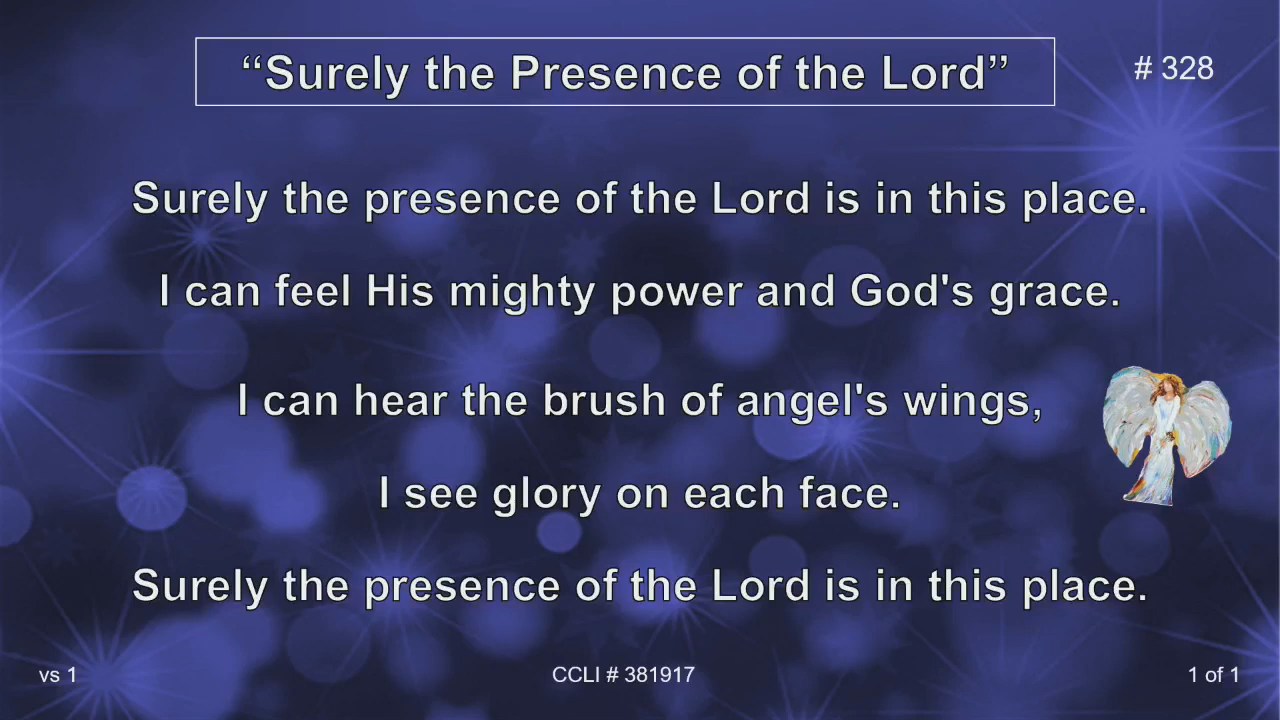 “Surely the Presence of the Lord”
# 328
Surely the presence of the Lord is in this place.
I can feel His mighty power and God's grace.
I can hear the brush of angel's wings,
I see glory on each face.
Surely the presence of the Lord is in this place.
vs 1
CCLI # 381917
1 of 1